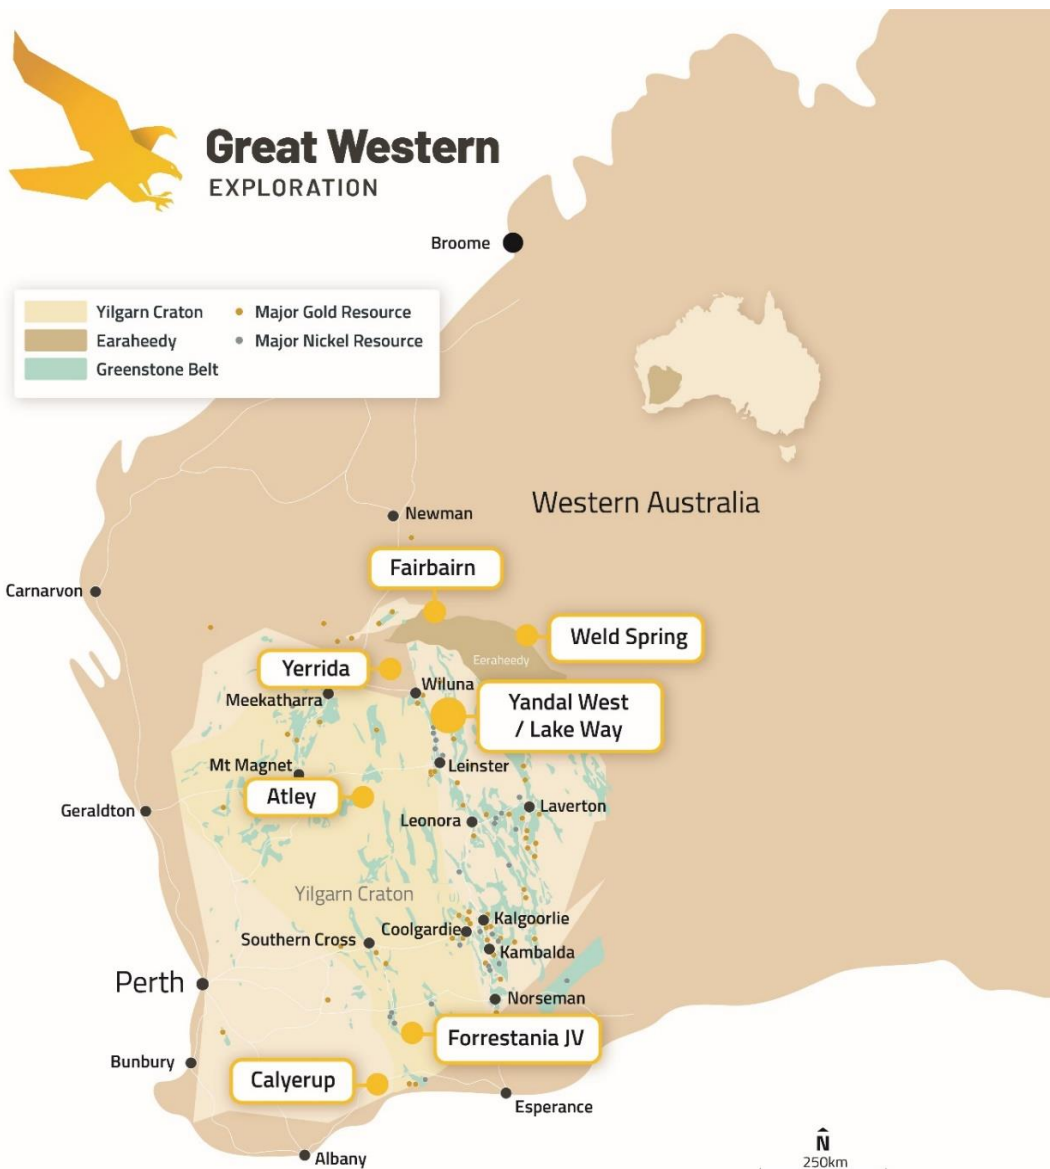 Great Western
EXPLORATION
Broome
Yilgarn Craton
Major Gold Resource
Earaheedy
Major Nickel Resource
Greenstone Belt
Western Australia
Newman
Fairbairn
Carnarvon
Weld Spring
Eeraheedy
Yerrida
Wiluna
Meekatharra
Yandal West
/ Lake Way
Mt Magnet
Leinster
Atley
Geraldton
Laverton
Leonora
Yilgarn Craton
Kalgoorlie
Coolgardie
Southern Cross
Kambalda
Perth
Norseman
Forrestania JV
Bunbury
Calyerup
Esperance
Albany
N
250km